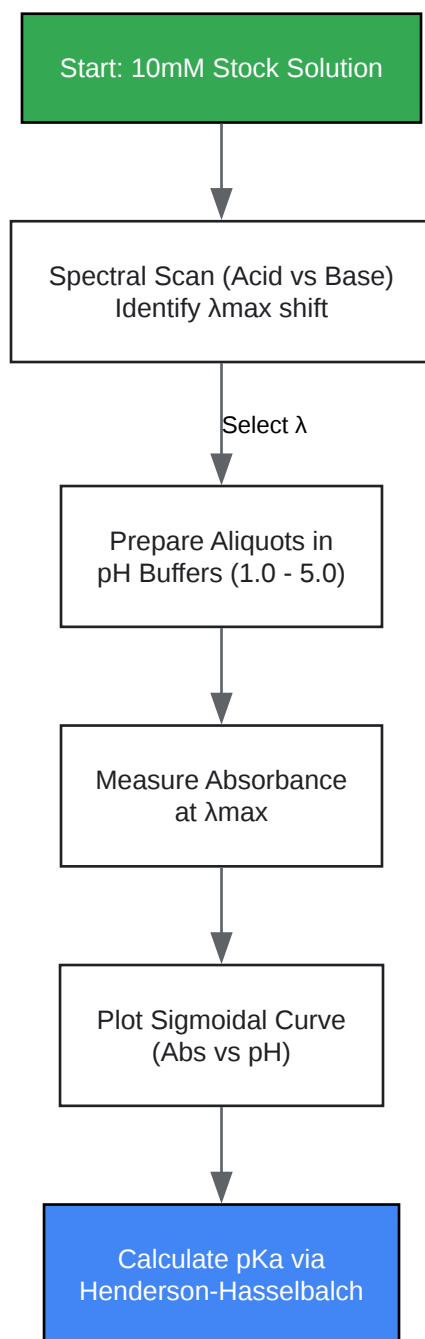 Start: 10mM Stock Solution
Spectral Scan (Acid vs Base)
Identify λmax shift
Select λ
Prepare Aliquots in
pH Buffers (1.0 - 5.0)
Measure Absorbance
at λmax
Plot Sigmoidal Curve
(Abs vs pH)
Calculate pKa via
Henderson-Hasselbalch